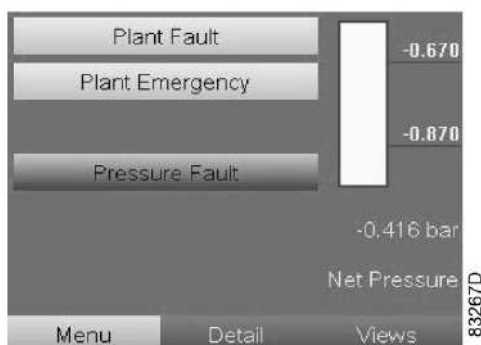 Plant Fault
-0.670
Plant Emergency
-0.870
Pressure Fault
-0.416 bar
Net Pressure
Menu Detail Views
83267D